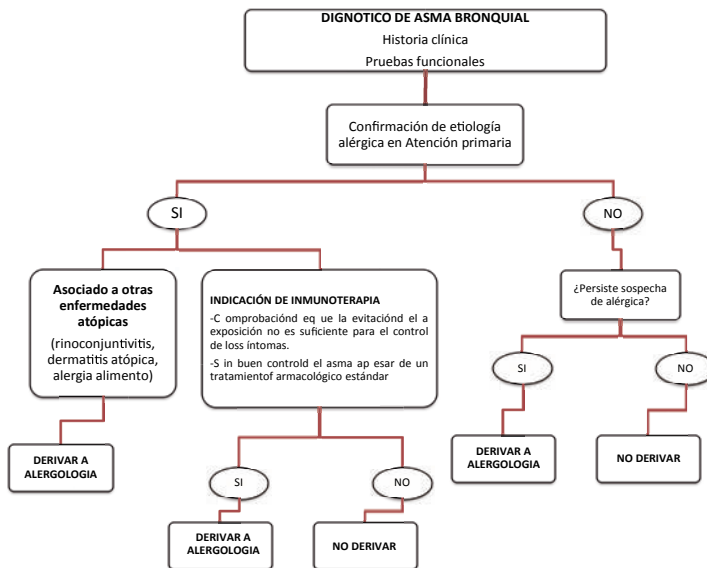 DIGNOTICO DE ASMA BRONQUIAL
Historia clínica
Pruebas funcionales
Confirmación de etiología
alérgica en Atención primaria
SI
NO
Asociado a otras
enfermedades
atópicas
(rinoconjuntivitis,
dermatitis atópica,
alergia alimento)
INDICACIÓN DE INMUNOTERAPIA
-C omprobaciónd eq ue la evitaciónd el a
exposición no es suficiente para el control
de loss íntomas.
-S in buen controld el asma ap esar de un
tratamientof armacológico estándar
¿Persiste sospecha
de alérgica?
SI
NO
DERIVAR A
ALERGOLOGIA
DERIVAR A
ALERGOLOGIA
NO DERIVAR
SI
NO
DERIVAR A
ALERGOLOGIA
NO DERIVAR